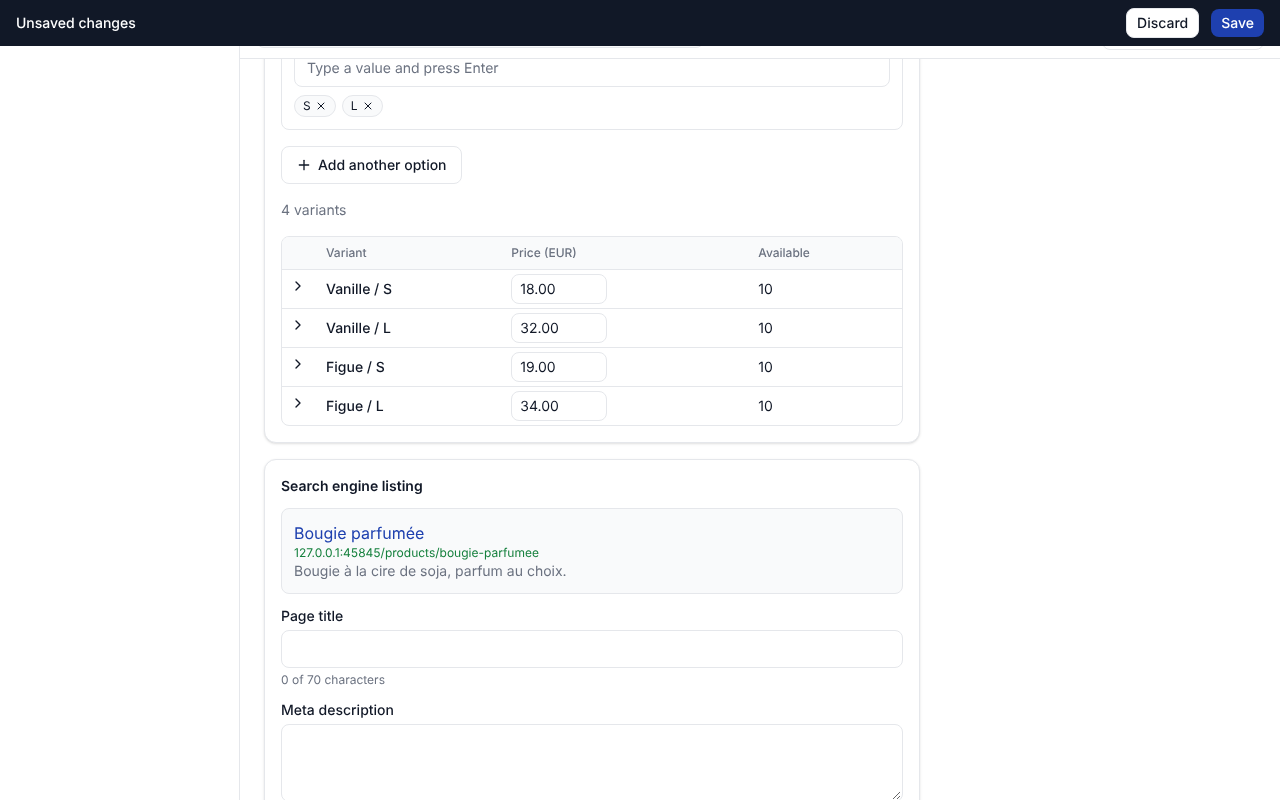 Unsaved changes
Discard
Save
Type a value and press Enter
S
L
Add another option
4 variants
Variant Price (EUR) Available
Vanille / S 18.00 10
Vanille / L 32.00 10
Figue / S 19.00 10
Figue / L 34.00 10
Search engine listing
Bougie parfumée
127.0.0.1:45845/products/bougie-parfumee
Bougie à la cire de soja, parfum au choix.
Page title
0 of 70 characters
Meta description